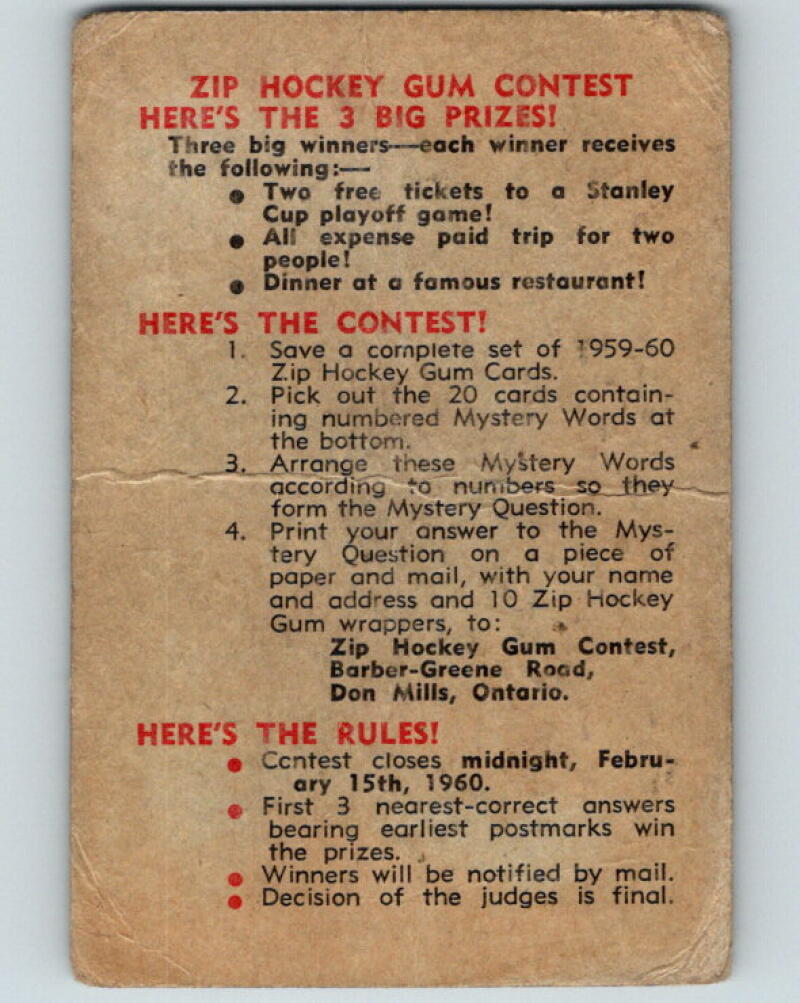 ZIP HOCKEY GUM CONTEST
HERE'S THE 3 BIG PRIZES!
Three big winners—each winner receives
the following:—
● Two free tickets to a Stanley
Cup playoff game!
● All expense paid trip for two
people!
● Dinner at a famous restaurant!
HERE'S THE CONTEST!
1. Save a complete set of 1959-60
Zip Hockey Gum Cards.
2. Pick out the 20 cards contain-
ing numbered Mystery Words at
the bottom.
3. Arrange these Mystery Words
according to numbers so they
form the Mystery Question.
4. Print your answer to the Mys-
tery Question on a piece of
paper and mail, with your name
and address and 10 Zip Hockey
Gum wrappers, to:
Zip Hockey Gum Contest,
Barber-Greene Road,
Don Mills, Ontario.
HERE'S THE RULES!
● Contest closes midnight, Febru-
ary 15th, 1960.
● First 3 nearest-correct answers
bearing earliest postmarks win
the prizes.
● Winners will be notified by mail.
● Decision of the judges is final.